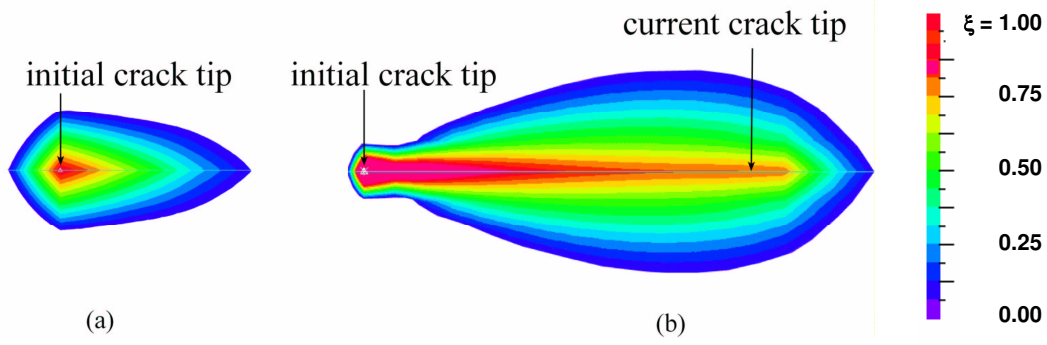 current crack tip
initial crack tip
initial crack tip
(a)
(b)
ξ = 1.00
0.75
0.50
0.25
0.00